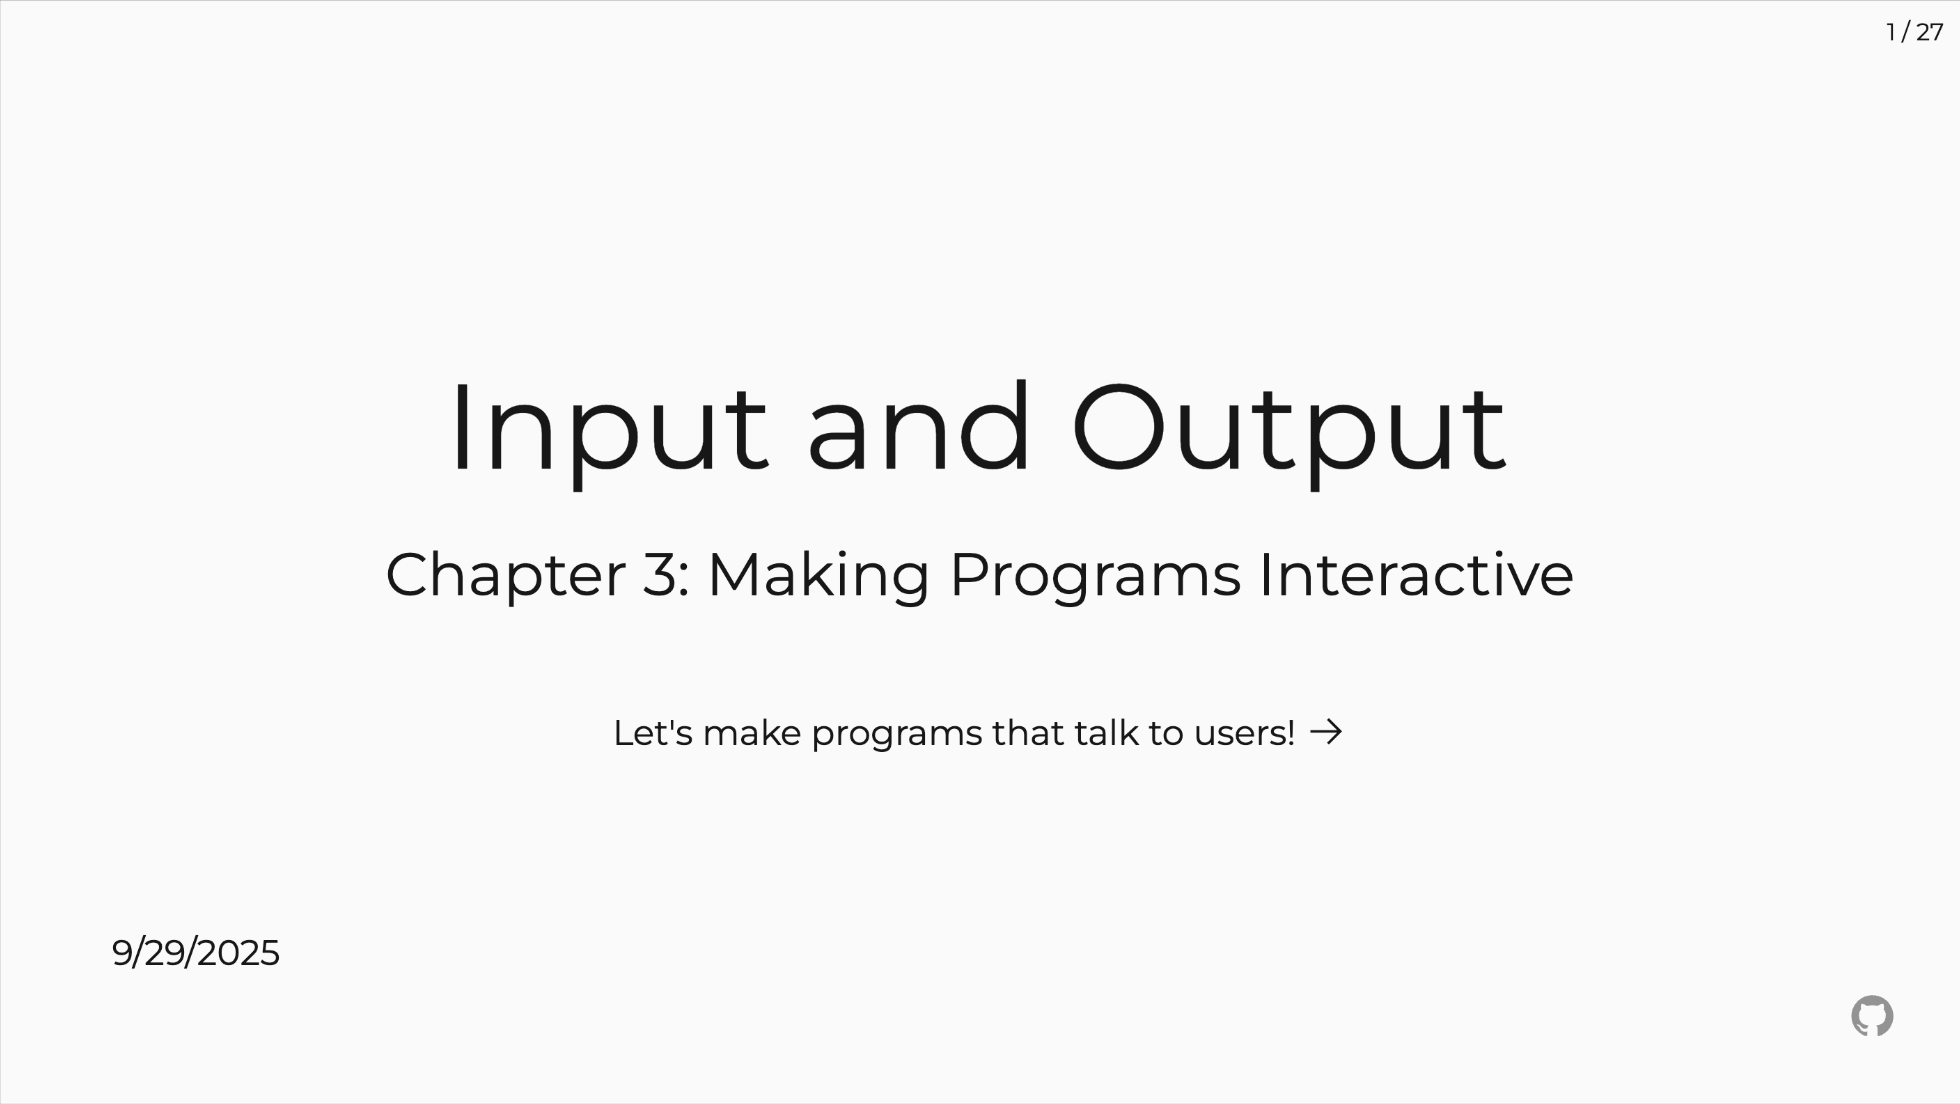 1 / 27
Input and Output
Chapter 3: Making Programs Interactive
Let's make programs that talk to users! →
9/29/2025